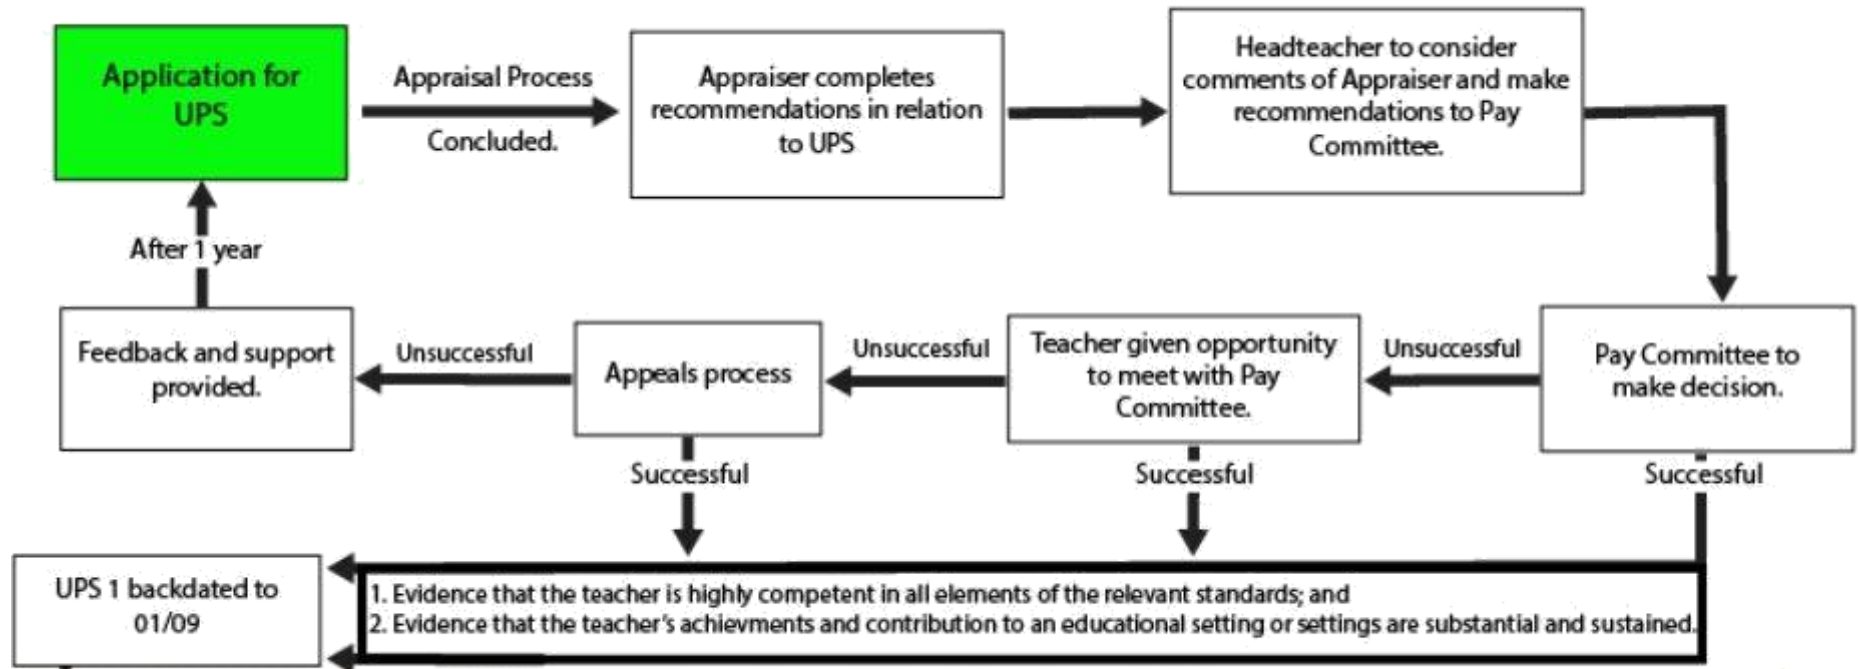 Application for
UPS
Appraisal Process
Concluded.
Appraiser completes
recommendations in relation
to UPS
Headteacher to consider
comments of Appraiser and make
recommendations to Pay
Committee.
After 1 year
Feedback and support
provided.
Unsuccessful
Appeals process
Unsuccessful
Teacher given opportunity
to meet with Pay
Committee.
Unsuccessful
Pay Committee to
make decision.
Successful
Successful
Successful
UPS 1 backdated to
01/09
1. Evidence that the teacher is highly competent in all elements of the relevant standards; and
2. Evidence that the teacher's achievments and contribution to an educational setting or settings are substantial and sustained.